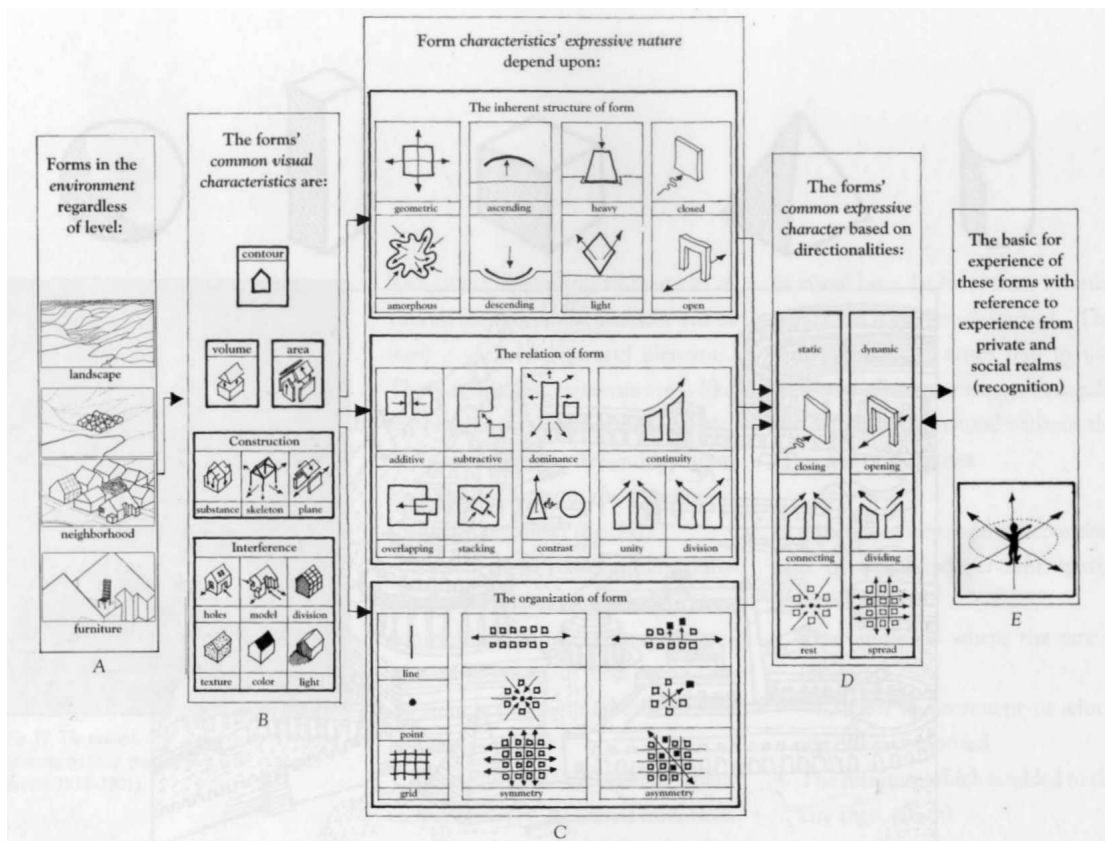 Forms in the
environment
regardless
of level:
landscape
neighborhood
furniture
A
The forms'
common visual
characteristics are:
contour
volume area
Construction
substance skeleton plane
Interference
holes model division
texture color light
B
Form characteristics' expressive nature
depend upon:
The inherent structure of form
geometric ascending heavy closed
amorphous descending light open
The relation of form
additive subtractive dominance continuity
overlapping stacking contrast unity division
The organization of form
line
point
grid symmetry asymmetry
C
The forms'
common expressive
character based on
directionalities:
static dynamic
closing opening
connecting dividing
rest spread
D
The basic for
experience of
these forms with
reference to
experience from
private and
social realms
(recognition)
E